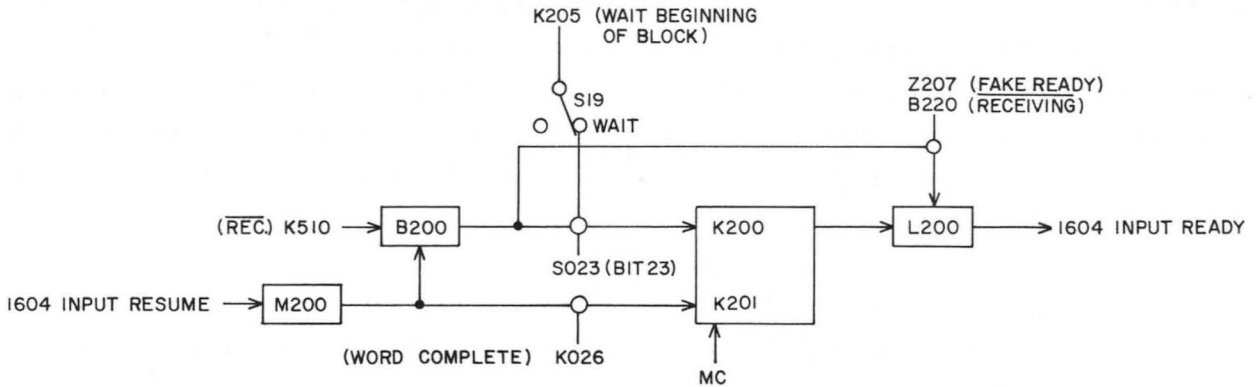 K205 (WAIT BEGINNING
OF BLOCK)
S19
WAIT
Z207 (FAKE READY)
B220 (RECEIVING)
(REC.) K510
B200
K200
L200
1604 INPUT READY
S023 (BIT 23)
1604 INPUT RESUME
M200
K201
(WORD COMPLETE) K026
MC